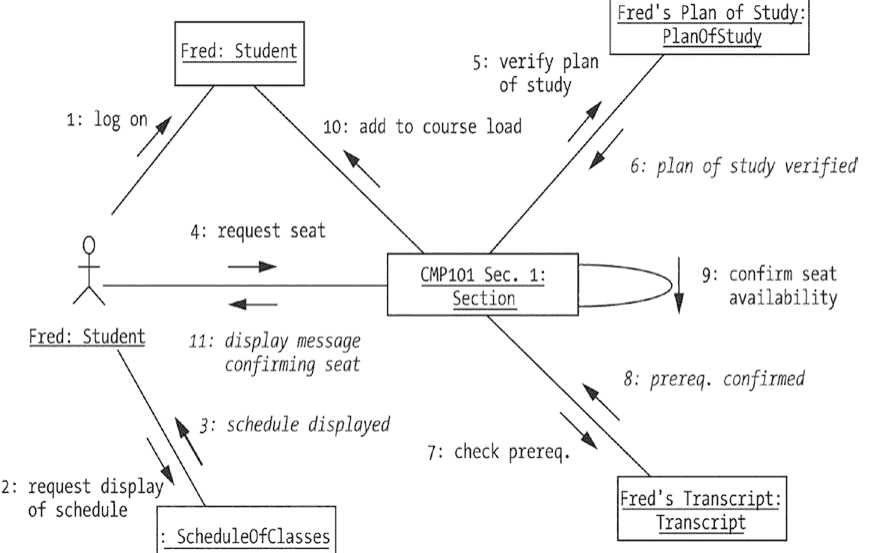 Fred's Plan of Study:
PlanOfStudy
Fred: Student
5: verify plan
of study
1: log on
10: add to course load
6: plan of study verified
4: request seat
CMP101 Sec. 1:
Section
9: confirm seat
availability
Fred: Student
11: display message
confirming seat
8: prereq. confirmed
3: schedule displayed
7: check prereq.
2: request display
of schedule
Fred's Transcript:
Transcript
: ScheduleOfClasses